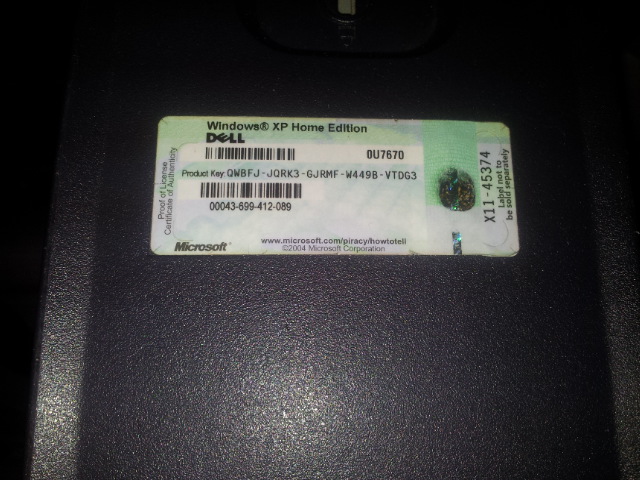 Windows® XP Home Edition
DELL
0U7670
Product Key: QWBFJ-JQRK3-GJRMF-W449B-VTDG3
00043-699-412-089
www.microsoft.com/piracy/howtotell
©2004 Microsoft Corporation
Microsoft®
Proof of License
Certificate of Authenticity
X11-45374
Label not to
be sold separately